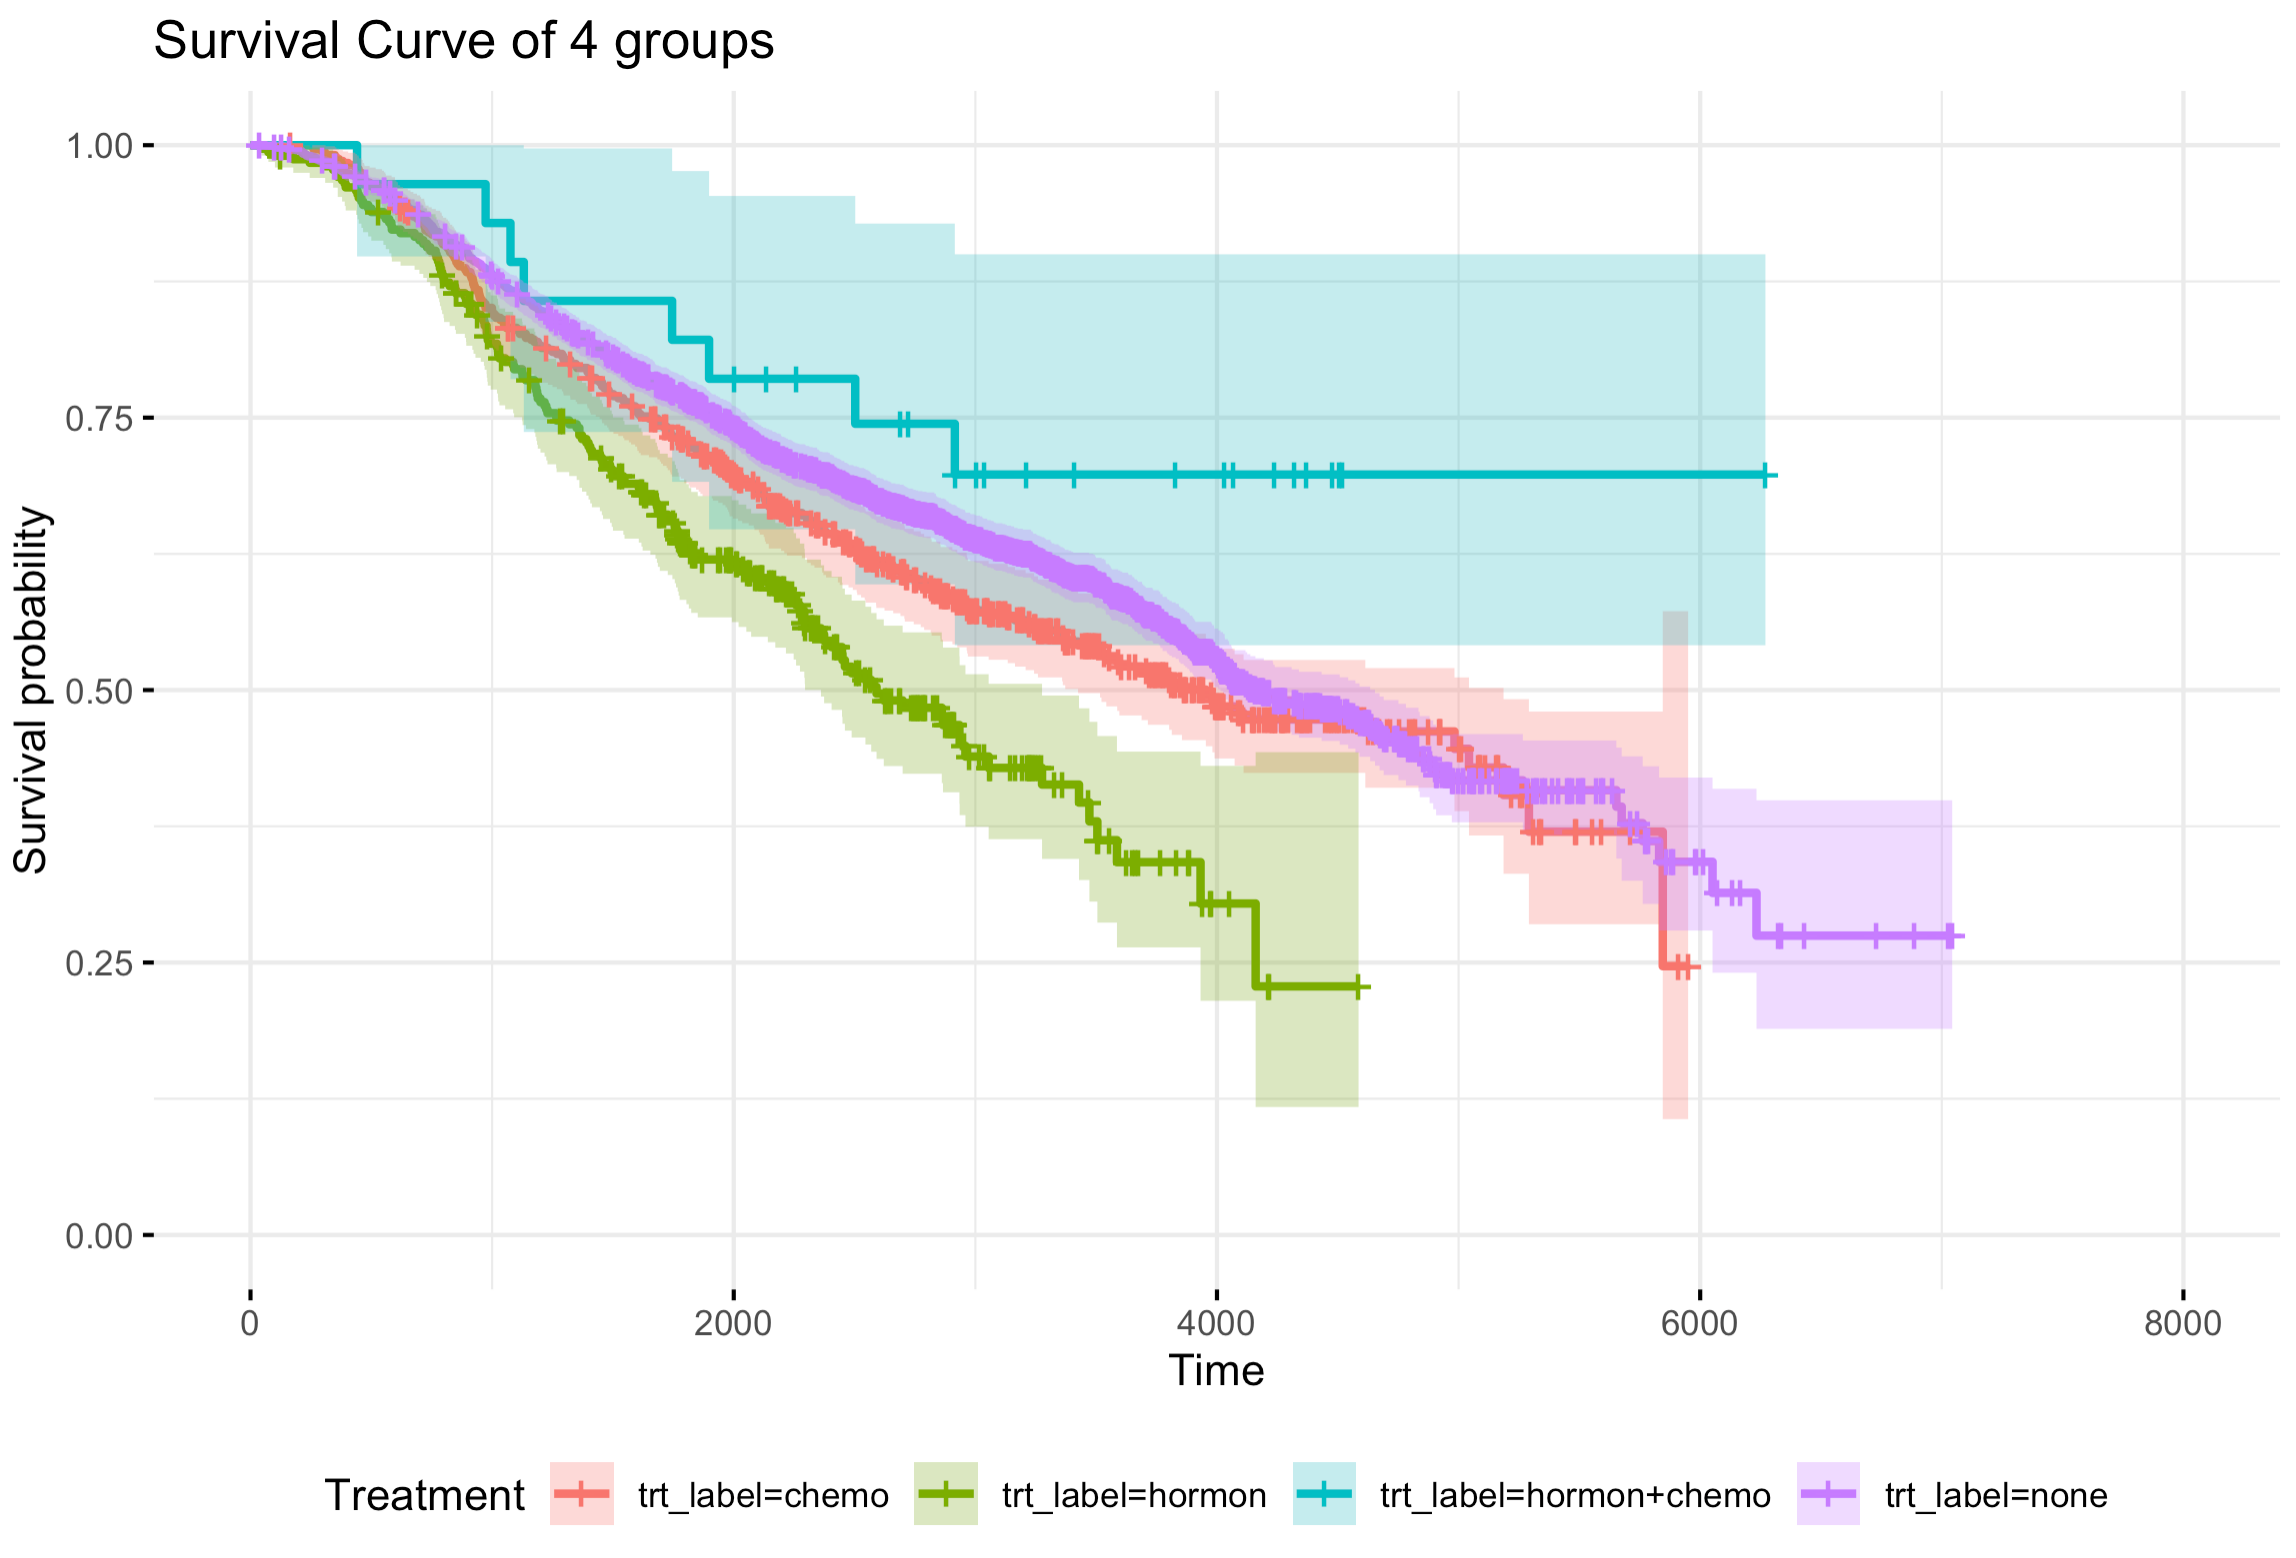 Survival Curve of 4 groups
Survival probability
1.00
0.75
0.50
0.25
0.00
0 2000 4000 6000 8000
Time
Treatment trt_label=chemo trt_label=hormon trt_label=hormon+chemo trt_label=none